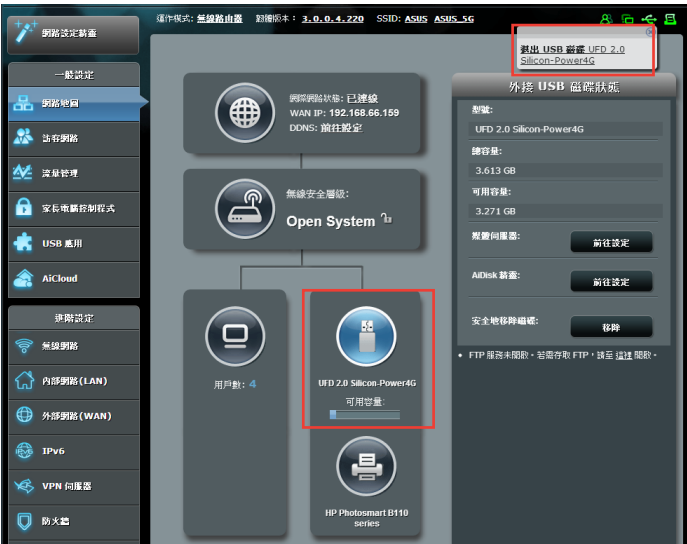 運作模式: 無線路由器 韌體版本: 3.0.0.4.220 SSID: ASUS ASUS_5G
網路設定精靈
一般設定
網路地圖
訪客網路
流量管理
家長電腦控制程式
USB 應用
AiCloud
進階設定
無線網路
內部網路(LAN)
外部網路(WAN)
IPv6
VPN 伺服器
防火牆
網際網路狀態: 已連線
WAN IP: 192.168.66.159
DDNS: 前往設定
無線安全層級:
Open System
用戶數: 4
UFD 2.0 Silicon-Power4G
可用容量:
HP Photosmart B110
series
退出 USB 磁碟 UFD 2.0
Silicon-Power4G
外接 USB 磁碟狀態
型號:
UFD 2.0 Silicon-Power4G
總容量:
3.613 GB
可用容量:
3.271 GB
媒體伺服器:
前往設定
AiDisk 精靈:
前往設定
安全地移除磁碟:
移除
• FTP 服務未開啟。若需存取 FTP，請至 這裡 開啟。